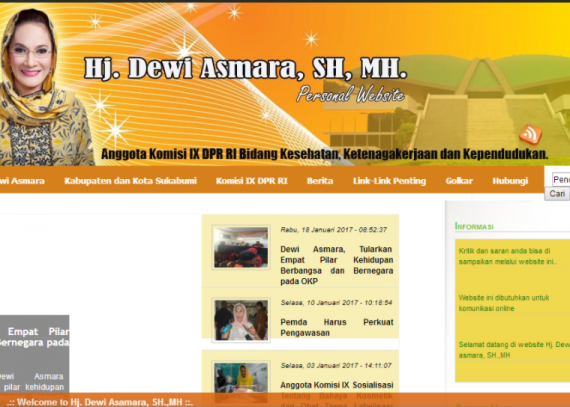 Hj. Dewi Asmara, SH, MH.
Personal Website
Anggota Komisi IX DPR RI Bidang Kesehatan, Ketenagakerjaan dan Kependudukan.
wi Asmara Kabupaten dan Kota Sukabumi Komisi IX DPR RI Berita Link-Link Penting Golkar Hubungi
Cari
Rabu, 18 Januari 2017 - 08:52:37
Dewi Asmara, Tularkan
Empat Pilar Kehidupan
Berbangsa dan Bernegara
pada OKP
Selasa, 10 Januari 2017 - 10:18:54
Pemda Harus Perkuat
Pengawasan
Selasa, 03 Januari 2017 - 14:11:07
Anggota Komisi IX Sosialisasi
Tentang Bahaya Kosmetik
Informasi
Kritik dan saran anda bisa di
sampaikan melalui website ini..
Website ini dibutuhkan untuk
komunikasi online
Selamat datang di website Hj. Dew
asmara, SH.,MH
Empat Pilar
Bernegara pada
Dewi Asmara
pilar kehidupan
..:: Welcome to Hj. Dewi Asamara, SH.,MH ::..